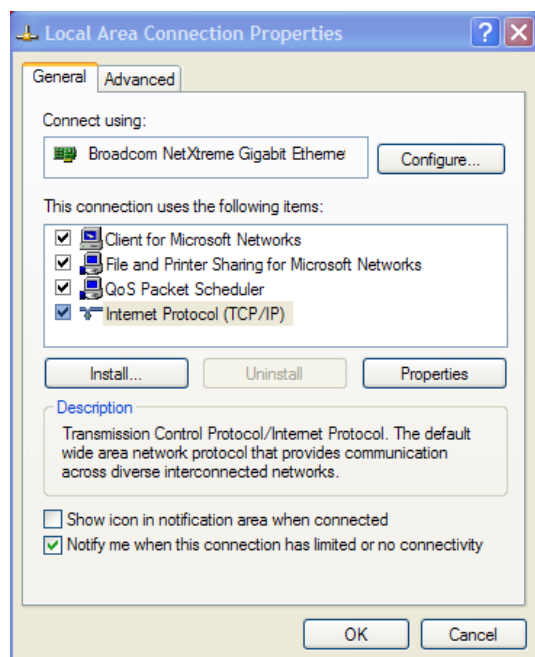 Local Area Connection Properties
General
Advanced
Connect using:
Broadcom NetXtreme Gigabit Etherne
Configure...
This connection uses the following items:
Client for Microsoft Networks
File and Printer Sharing for Microsoft Networks
QoS Packet Scheduler
Internet Protocol (TCP/IP)
Install...
Uninstall
Properties
Description
Transmission Control Protocol/Internet Protocol. The default
wide area network protocol that provides communication
across diverse interconnected networks.
Show icon in notification area when connected
Notify me when this connection has limited or no connectivity
OK
Cancel